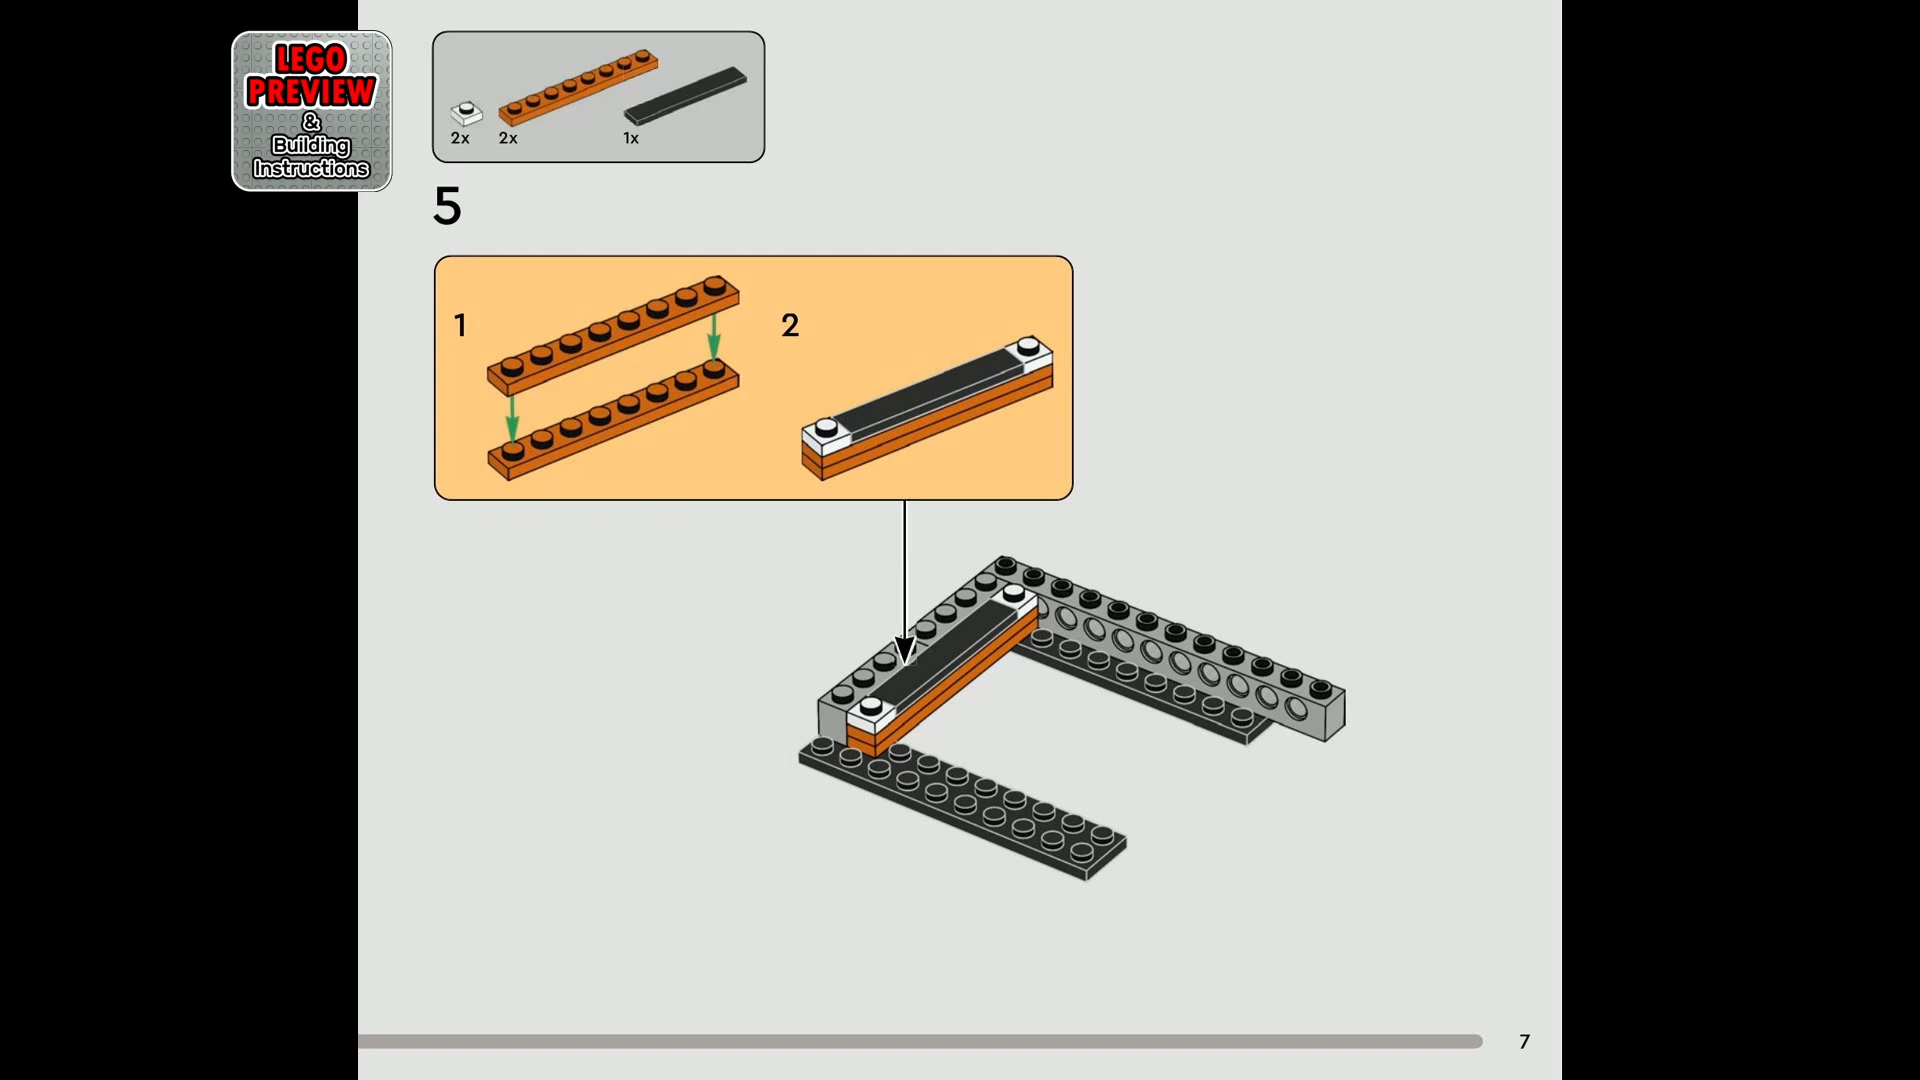 LEGO
PREVIEW
&
Building
Instructions
2x 2x 1x
5
1 2
7